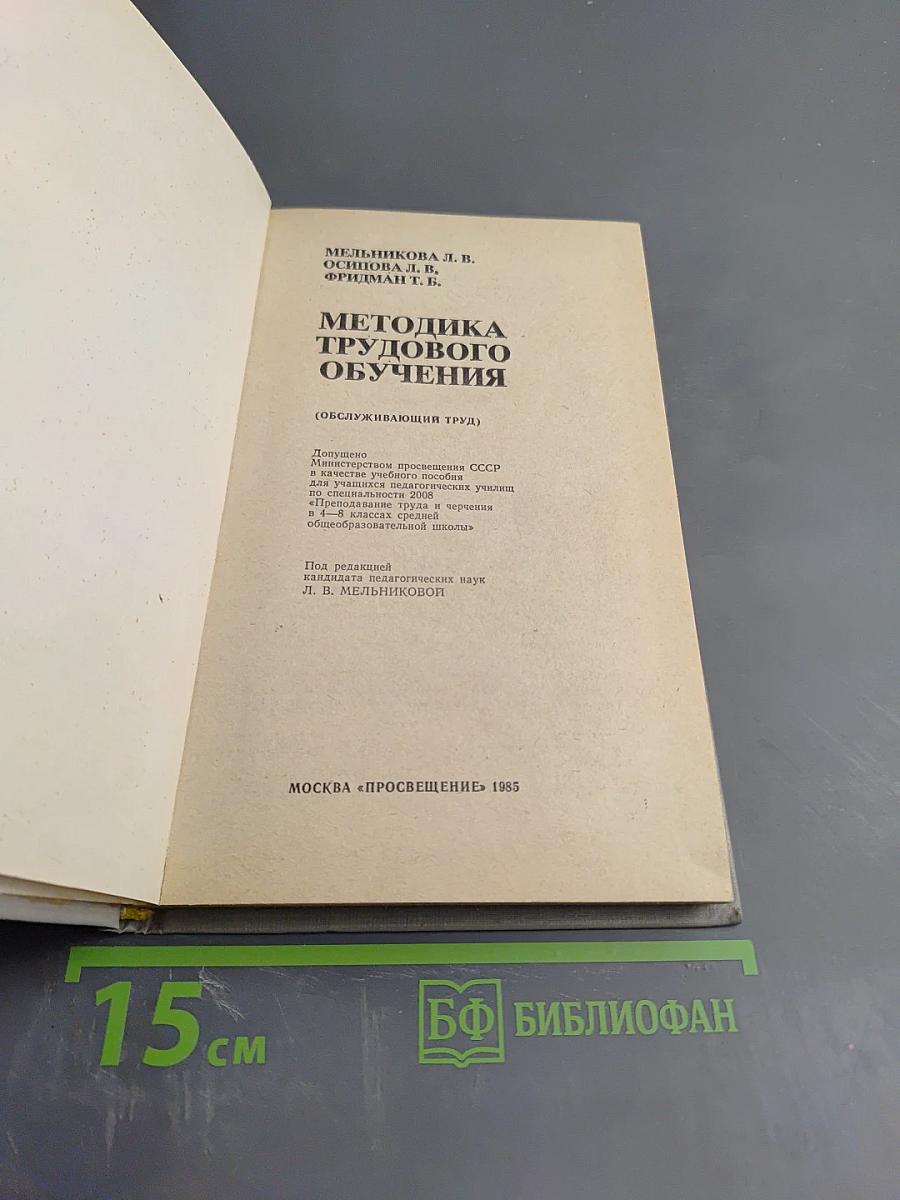 МЕЛЬНИКОВА Л. В.
ОСИПОВА Л. В.
ФРИДМАН Т. Б.
МЕТОДИКА
ТРУДОВОГО
ОБУЧЕНИЯ
(ОБСЛУЖИВАЮЩИЙ ТРУД)
Допущено
Министерством просвещения СССР
в качестве учебного пособия
для учащихся педагогических училищ
по специальности 2008
«Преподавание труда и черчения
в 4—8 классах средней
общеобразовательной школы»
Под редакцией
кандидата педагогических наук
Л. В. МЕЛЬНИКОВОЙ
МОСКВА «ПРОСВЕЩЕНИЕ» 1985
15 см
БФ БИБЛИОФАН